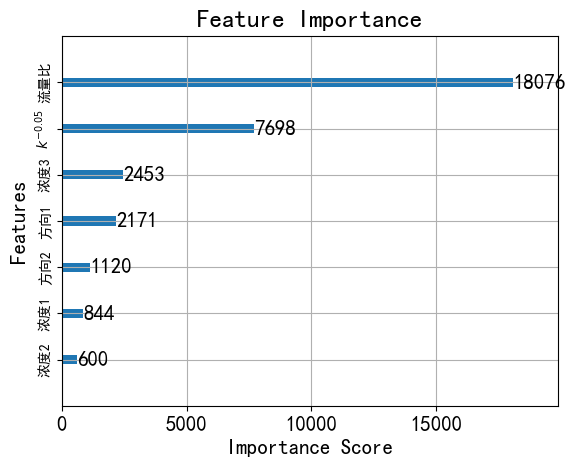 Feature Importance
流量比
18076
k^{-0.05}
7698
浓度3
2453
方向1
2171
方向2
1120
浓度1
844
浓度2
600
Features
0 5000 10000 15000
Importance Score